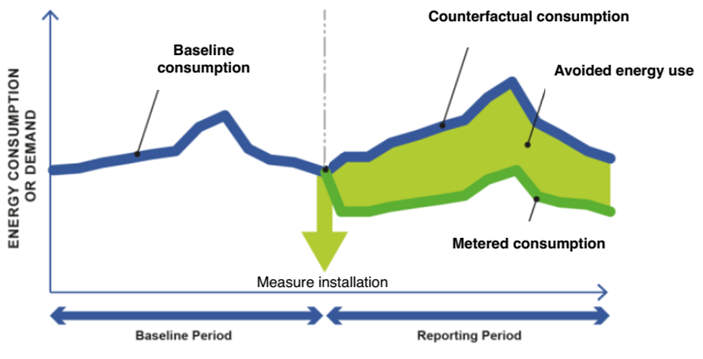 Counterfactual consumption
Baseline
consumption
Avoided energy use
ENERGY CONSUMPTION
OR DEMAND
Metered consumption
Measure installation
Baseline Period
Reporting Period